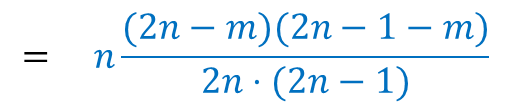 = n (2n − m)(2n − 1 − m) / 2n · (2n − 1)